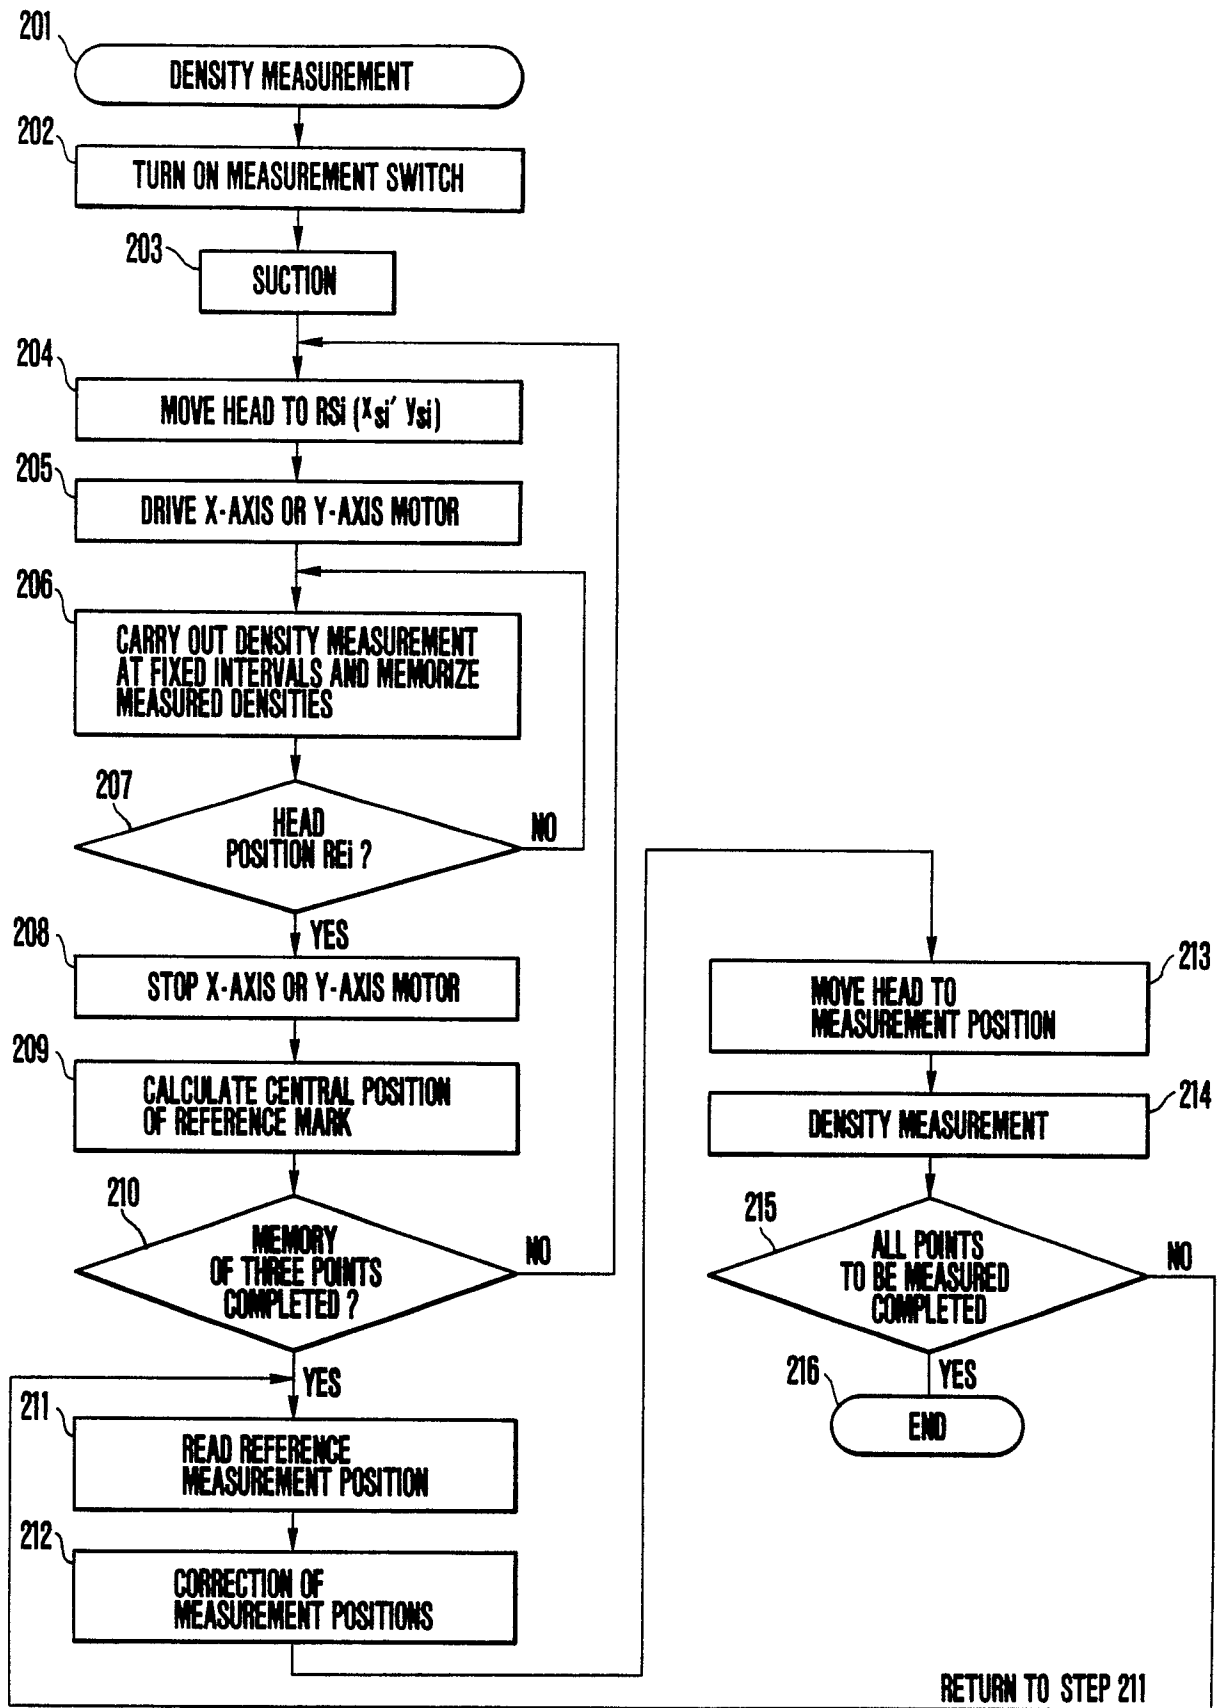 201
DENSITY MEASUREMENT
202
TURN ON MEASUREMENT SWITCH
203
SUCTION
204
MOVE HEAD TO RSi (xsi, ysi)
205
DRIVE X-AXIS OR Y-AXIS MOTOR
206
CARRY OUT DENSITY MEASUREMENT
AT FIXED INTERVALS AND MEMORIZE
MEASURED DENSITIES
207
HEAD
POSITION REi ?
NO
YES
208
STOP X-AXIS OR Y-AXIS MOTOR
209
CALCULATE CENTRAL POSITION
OF REFERENCE MARK
210
MEMORY
OF THREE POINTS
COMPLETED ?
NO
YES
211
READ REFERENCE
MEASUREMENT POSITION
212
CORRECTION OF
MEASUREMENT POSITIONS
213
MOVE HEAD TO
MEASUREMENT POSITION
214
DENSITY MEASUREMENT
215
ALL POINTS
TO BE MEASURED
COMPLETED
NO
YES
216
END
RETURN TO STEP 211